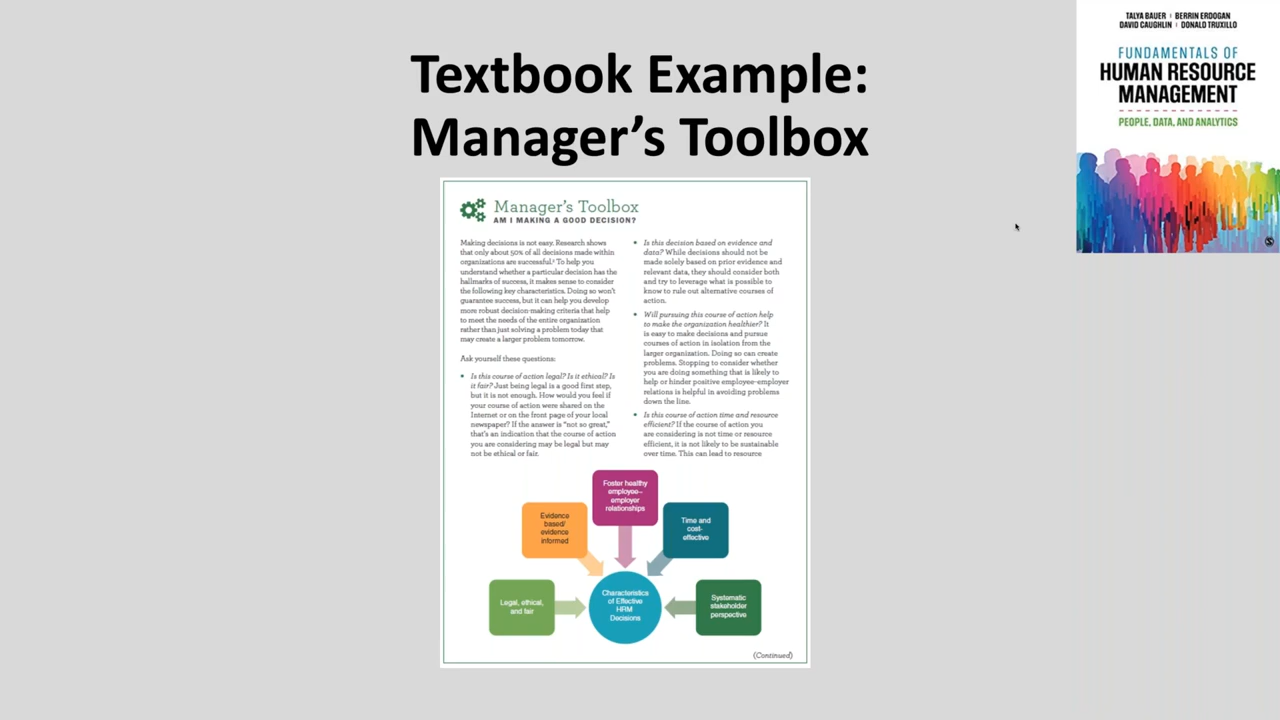 Textbook Example:
Manager's Toolbox
TALYA BAUER | BERRIN ERDOGAN
DAVID CAUGHLIN | DONALD TRUXILLO
FUNDAMENTALS OF
HUMAN RESOURCE
MANAGEMENT
PEOPLE, DATA, AND ANALYTICS
Manager's Toolbox
AM I MAKING A GOOD DECISION?
Making decisions is not easy. Research shows
that only about 50% of all decisions made within
organizations are successful.² To help you
understand whether a particular decision has the
hallmarks of success, it makes sense to consider
the following key characteristics. Doing so won't
guarantee success, but it can help you develop
more robust decision-making criteria that help
to meet the needs of the entire organization
rather than just solving a problem today that
may create a larger problem tomorrow.
Ask yourself these questions:
• Is this course of action legal? Is it ethical? Is
it fair? Just being legal is a good first step,
but it is not enough. How would you feel if
your course of action were shared on the
Internet or on the front page of your local
newspaper? If the answer is "not so great,"
that's an indication that the course of action
you are considering may be legal but may
not be ethical or fair.
• Is this decision based on evidence and
data? While decisions should not be
made solely based on prior evidence and
relevant data, they should consider both
and try to leverage what is possible to
know to rule out alternative courses of
action.
• Will pursuing this course of action help
to make the organization healthier? It
is easy to make decisions and pursue
courses of action in isolation from the
larger organization. Doing so can create
problems. Stopping to consider whether
you are doing something that is likely to
help or hinder positive employee-employer
relations is helpful in avoiding problems
down the line.
• Is this course of action time and resource
efficient? If the course of action you
are considering is not time or resource
efficient, it is not likely to be sustainable
over time. This can lead to resource
Foster healthy
employee–
employer
relationships
Evidence
based/
evidence
informed
Time and
cost-
effective
Legal, ethical,
and fair
Characteristics
of Effective
HRM
Decisions
Systematic
stakeholder
perspective
(Continued)